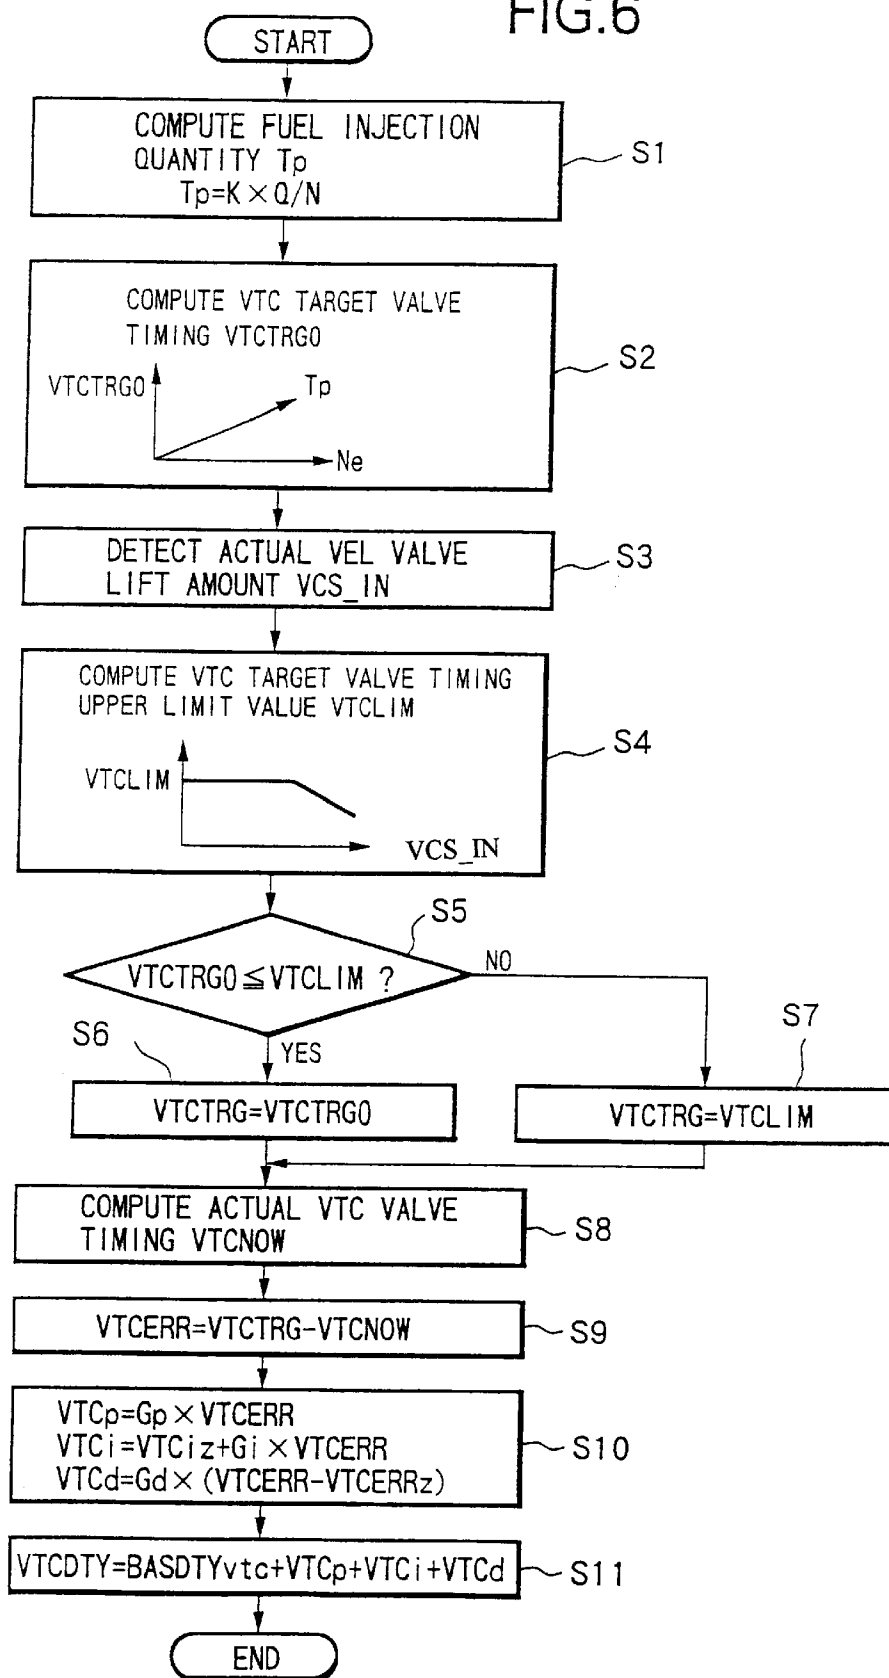 FIG.6
START
COMPUTE FUEL INJECTION
QUANTITY Tp
Tp=K×Q/N
S1
COMPUTE VTC TARGET VALVE
TIMING VTCTRG0
VTCTRG0
Tp
Ne
S2
DETECT ACTUAL VEL VALVE
LIFT AMOUNT VCS_IN
S3
COMPUTE VTC TARGET VALVE TIMING
UPPER LIMIT VALUE VTCLIM
VTCLIM
VCS_IN
S4
S5
VTCTRG0≦VTCLIM ?
NO
YES
S6
VTCTRG=VTCTRG0
S7
VTCTRG=VTCLIM
COMPUTE ACTUAL VTC VALVE
TIMING VTCNOW
S8
VTCERR=VTCTRG-VTCNOW
S9
VTCp=Gp×VTCERR
VTCi=VTCiz+Gi×VTCERR
VTCd=Gd×(VTCERR-VTCERRz)
S10
VTCDTY=BASDTYvtc+VTCp+VTCi+VTCd
S11
END